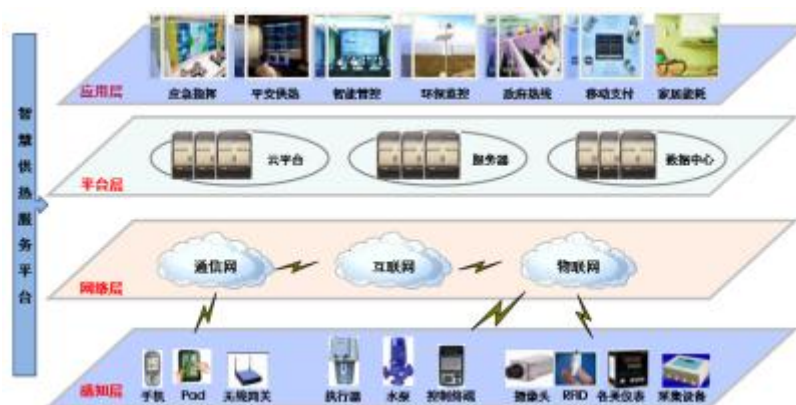 智慧供热服务平台
应用层
应急指挥 平安供热 智能管控 环保监控 政府热线 移动支付 家居能耗
平台层
云平台 服务器 数据中心
网络层
通信网 互联网 物联网
感知层
手机 Pad 无线网关 执行器 水泵 控制终端 摄像头 RFID 各类仪表 采集设备